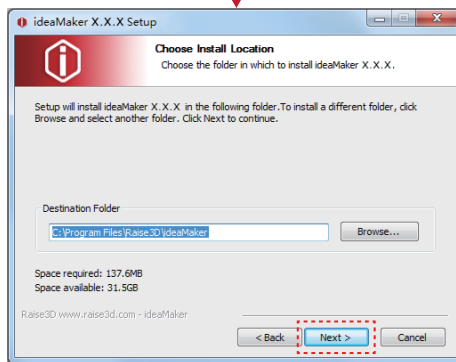 ideaMaker X.X.X Setup
Choose Install Location
Choose the folder in which to install ideaMaker X.X.X.
Setup will install ideaMaker X.X.X in the following folder.To install a different folder, click
Browse and select another folder. Click Next to continue.
Destination Folder
C:\Program Files\Raise3D\ideaMaker
Browse...
Space required: 137.6MB
Space available: 31.5GB
Raise3D www.raise3d.com - ideaMaker
< Back Next > Cancel